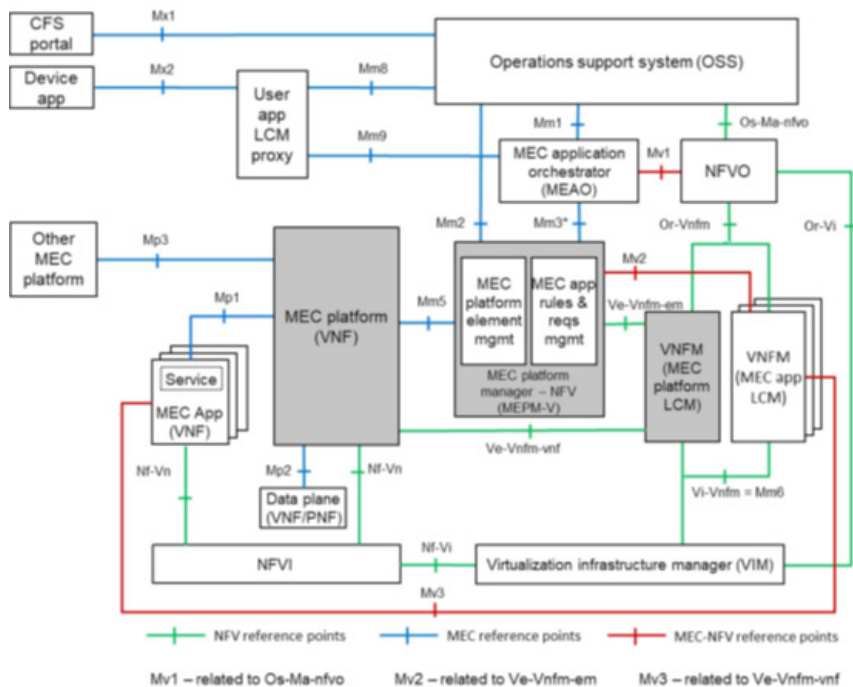 CFS
portal
Mx1
Operations support system (OSS)
Device
app
Mx2
User
app
LCM
proxy
Mm8
Mm9
Mm1
Os-Ma-nfvo
MEC application
orchestrator
(MEAO)
Mv1
NFVO
Other
MEC
platform
Mp3
Mm2
Mm3*
Or-Vnfm
Or-Vi
Mv2
Mp1
MEC platform
(VNF)
Mm5
MEC
platform
element
mgmt
MEC app
rules &
reqs
mgmt
MEC platform
manager – NFV
(MEPM-V)
Ve-Vnfm-em
VNFM
(MEC
platform
LCM)
VNFM
(MEC app
LCM)
Service
MEC App
(VNF)
Ve-Vnfm-vnf
Nf-Vn
Mp2
Nf-Vn
Data plane
(VNF/PNF)
Vi-Vnfm = Mm6
NFVI
Nf-Vi
Virtualization infrastructure manager (VIM)
Mv3
NFV reference points
MEC reference points
MEC-NFV reference points
Mv1 – related to Os-Ma-nfvo
Mv2 – related to Ve-Vnfm-em
Mv3 – related to Ve-Vnfm-vnf